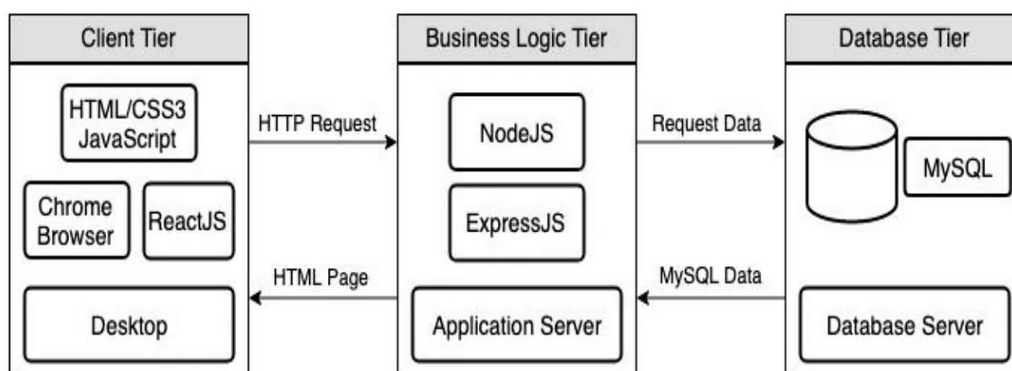 Client Tier
HTML/CSS3
JavaScript
Chrome
Browser
ReactJS
Desktop
HTTP Request
HTML Page
Business Logic Tier
NodeJS
ExpressJS
Application Server
Request Data
MySQL Data
Database Tier
MySQL
Database Server